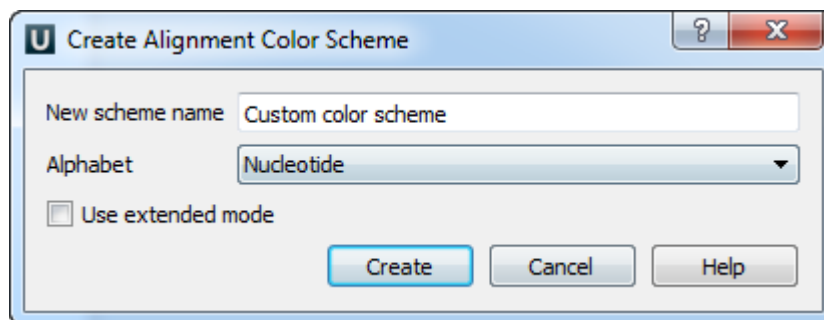 U Create Alignment Color Scheme ?
New scheme name Custom color scheme
Alphabet Nucleotide
Use extended mode
Create Cancel Help